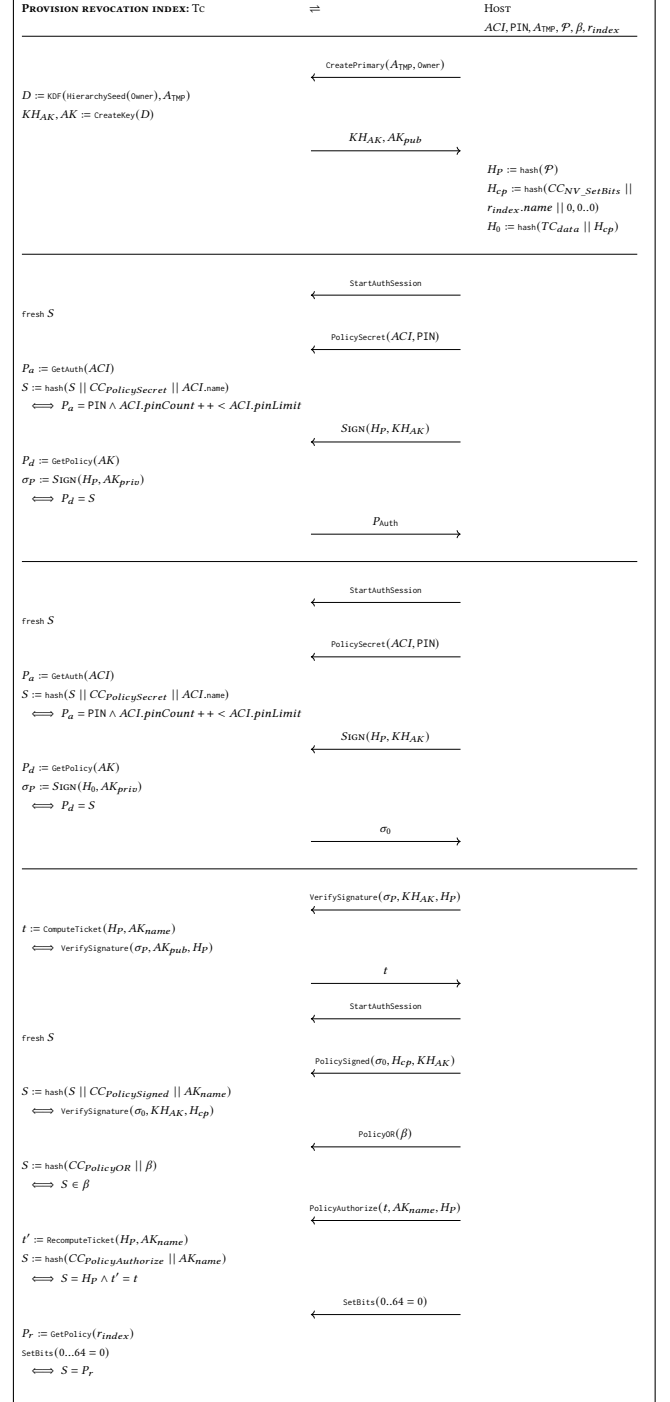 PROVISION REVOCATION INDEX: Tc ⇌ HOST
ACI, PIN, A_TMP, 𝒫, β, r_index
CreatePrimary(A_TMP, Owner)
D := KDF(HierarchySeed(Owner), A_TMP)
KH_AK, AK := CreateKey(D)
KH_AK, AK_pub
H_P := hash(𝒫)
H_cp := hash(CC_NV_SetBits ||
r_index.name || 0, 0..0)
H_0 := hash(TC_data || H_cp)
StartAuthSession
fresh S
PolicySecret(ACI, PIN)
P_a := GetAuth(ACI)
S := hash(S || CC_PolicySecret || ACI.name)
⟺ P_a = PIN ∧ ACI.pinCount ++ < ACI.pinLimit
SIGN(H_P, KH_AK)
P_d := GetPolicy(AK)
σ_P := SIGN(H_P, AK_priv)
⟺ P_d = S
P_Auth
StartAuthSession
fresh S
PolicySecret(ACI, PIN)
P_a := GetAuth(ACI)
S := hash(S || CC_PolicySecret || ACI.name)
⟺ P_a = PIN ∧ ACI.pinCount ++ < ACI.pinLimit
SIGN(H_P, KH_AK)
P_d := GetPolicy(AK)
σ_P := SIGN(H_0, AK_priv)
⟺ P_d = S
σ_0
VerifySignature(σ_P, KH_AK, H_P)
t := ComputeTicket(H_P, AK_name)
⟺ VerifySignature(σ_P, AK_pub, H_P)
t
StartAuthSession
fresh S
PolicySigned(σ_0, H_cp, KH_AK)
S := hash(S || CC_PolicySigned || AK_name)
⟺ VerifySignature(σ_0, KH_AK, H_cp)
PolicyOR(β)
S := hash(CC_PolicyOR || β)
⟺ S ∈ β
PolicyAuthorize(t, AK_name, H_P)
t′ := RecomputeTicket(H_P, AK_name)
S := hash(CC_PolicyAuthorize || AK_name)
⟺ S = H_P ∧ t′ = t
SetBits(0..64 = 0)
P_r := GetPolicy(r_index)
SetBits(0...64 = 0)
⟺ S = P_r